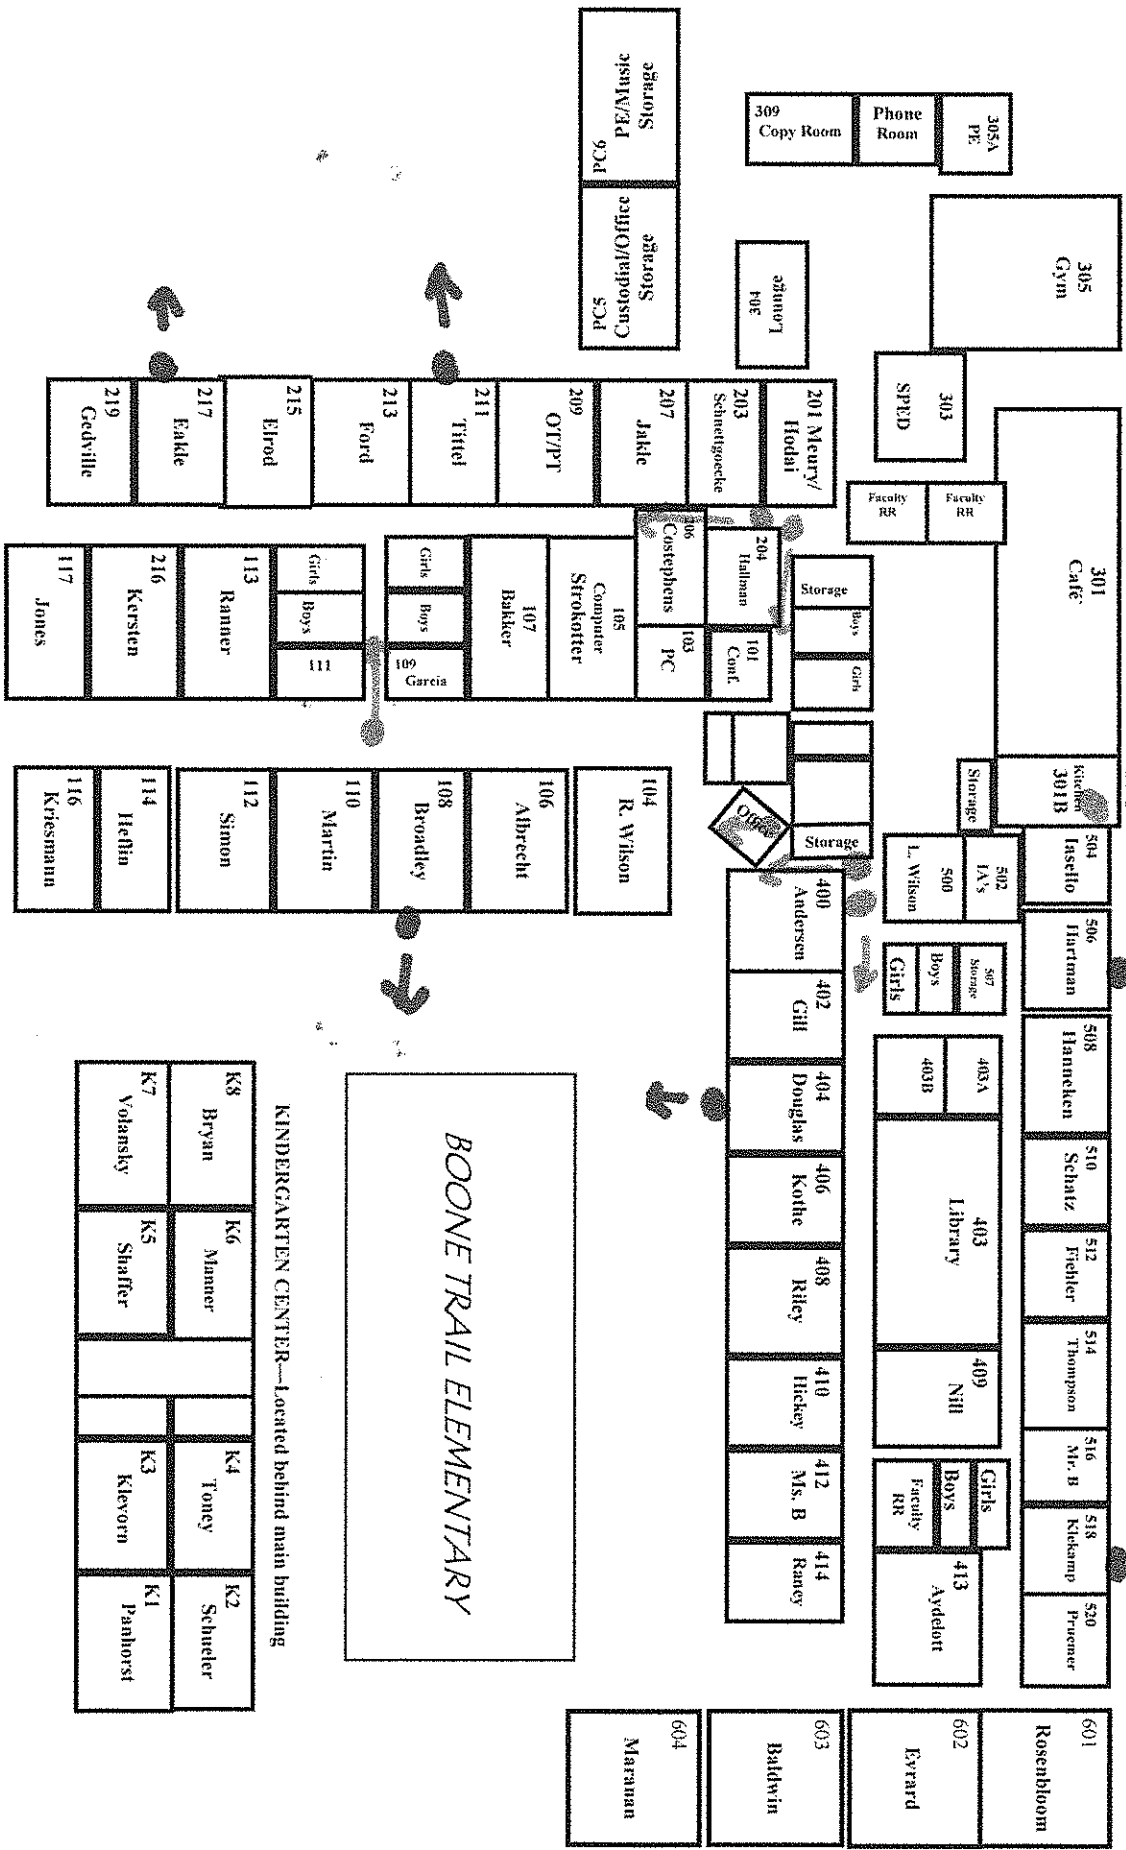 309
Copy Room
Phone
Room
305A
PE
305
Gym
Storage
PE/Music
PC6
Storage
Custodial/Office
PC5
Lounge
304
303
SPED
Faculty
RR
Faculty
RR
301
Café
Kitchen
301B
Storage
201 Meury/
Hodai
203
Schnettgoecke
207
Jakle
209
OT/PT
211
Tittel
213
Ford
215
Elrod
217
Eakle
219
Gedville
204
Hallman
Costephens
101
Conf.
103
PC
105
Computer
Strokotter
107
Bakker
Girls
Boys
109
Garcia
Girls
Boys
111
113
Ranner
216
Kersten
117
Jones
Storage
Boys
Girls
Office
Storage
104
R. Wilson
106
Albrecht
108
Broadley
110
Martin
112
Simon
114
Heflin
116
Kriesmann
400
Andersen
402
Gill
404
Douglas
406
Kothe
408
Riley
410
Hickey
412
Ms. B
414
Raney
500
L. Wilson
502
IA's
504
Iasello
506
Hartman
508
Hanneken
510
Schatz
512
Fiehler
514
Thompson
516
Mr. B
518
Klekamp
520
Pruemer
507
Storage
Boys
Girls
403A
403B
403
Library
409
Nill
Girls
Boys
Faculty
RR
413
Aydelott
601
Rosenbloom
602
Evrard
603
Baldwin
604
Maranan
BOONE TRAIL ELEMENTARY
KINDERGARTEN CENTER—Located behind main building
K8
Bryan
K6
Manner
K4
Toney
K2
Schueler
K7
Volansky
K5
Shaffer
K3
Klevorn
K1
Panhorst